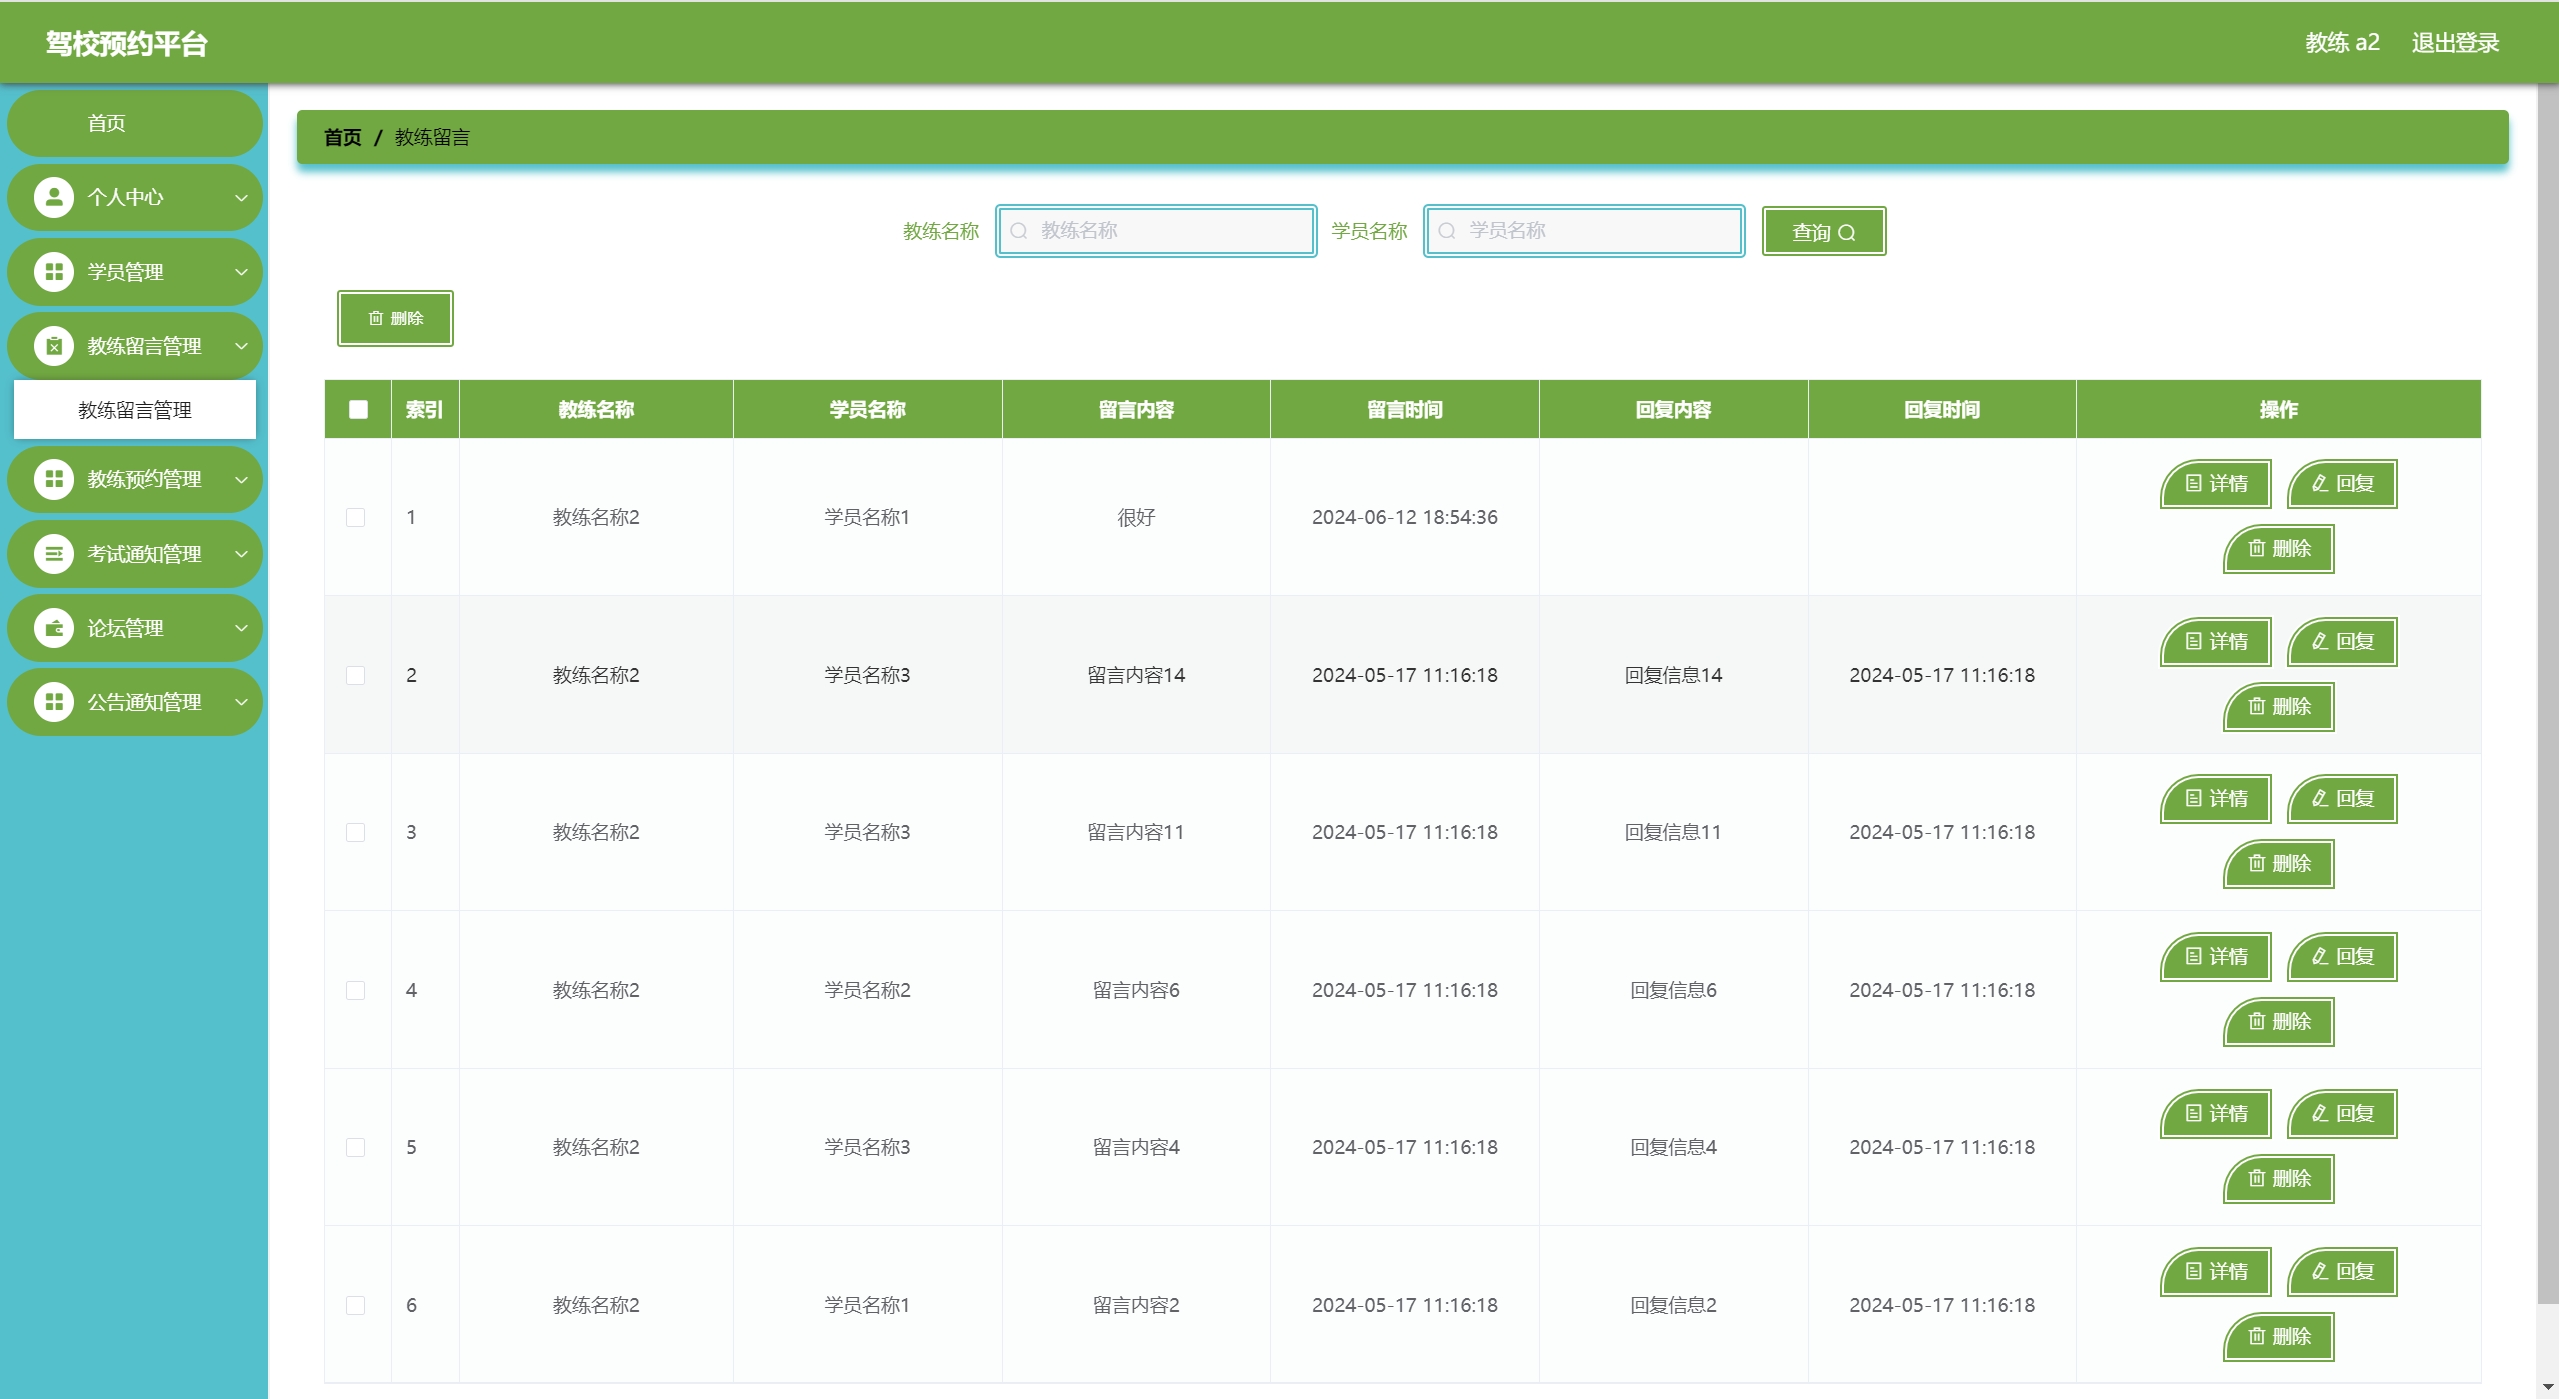 驾校预约平台
教练 a2 退出登录
首页
个人中心
学员管理
教练留言管理
教练留言管理
教练预约管理
考试通知管理
论坛管理
公告通知管理
首页 / 教练留言
教练名称 教练名称 学员名称 学员名称 查询
删除
索引 教练名称 学员名称 留言内容 留言时间 回复内容 回复时间 操作
1 教练名称2 学员名称1 很好 2024-06-12 18:54:36 详情 回复
删除
2 教练名称2 学员名称3 留言内容14 2024-05-17 11:16:18 回复信息14 2024-05-17 11:16:18 详情 回复
删除
3 教练名称2 学员名称3 留言内容11 2024-05-17 11:16:18 回复信息11 2024-05-17 11:16:18 详情 回复
删除
4 教练名称2 学员名称2 留言内容6 2024-05-17 11:16:18 回复信息6 2024-05-17 11:16:18 详情 回复
删除
5 教练名称2 学员名称3 留言内容4 2024-05-17 11:16:18 回复信息4 2024-05-17 11:16:18 详情 回复
删除
6 教练名称2 学员名称1 留言内容2 2024-05-17 11:16:18 回复信息2 2024-05-17 11:16:18 详情 回复
删除